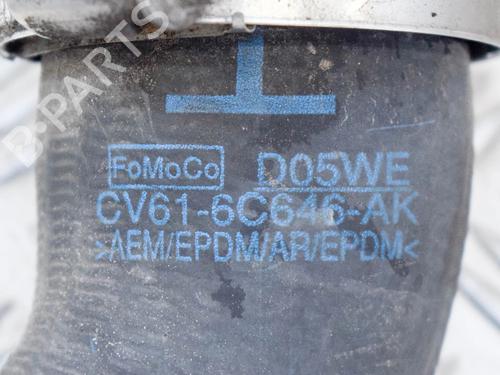 B-PARTS
FoMoCo D05WE
CV61-6C646-AK
>AEM/EPDM/AR/EPDM<